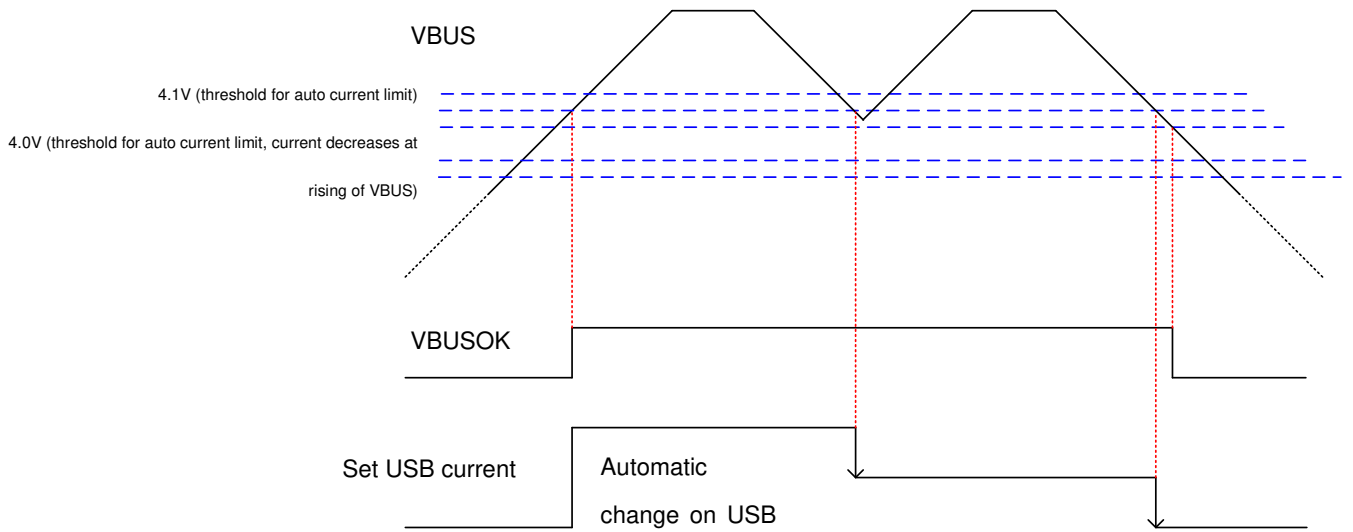 VBUS
4.1V (threshold for auto current limit)
4.0V (threshold for auto current limit, current decreases at
rising of VBUS)
VBUSOK
Set USB current
Automatic
change on USB